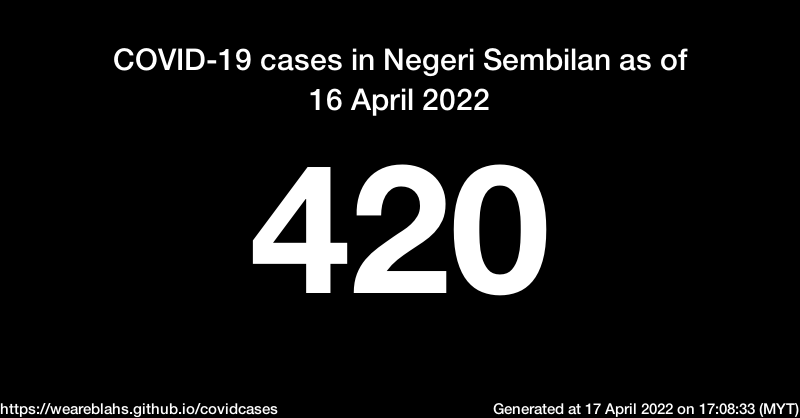 COVID-19 cases in Negeri Sembilan as of
16 April 2022
420
https://weareblahs.github.io/covidcases
Generated at 17 April 2022 on 17:08:33 (MYT)